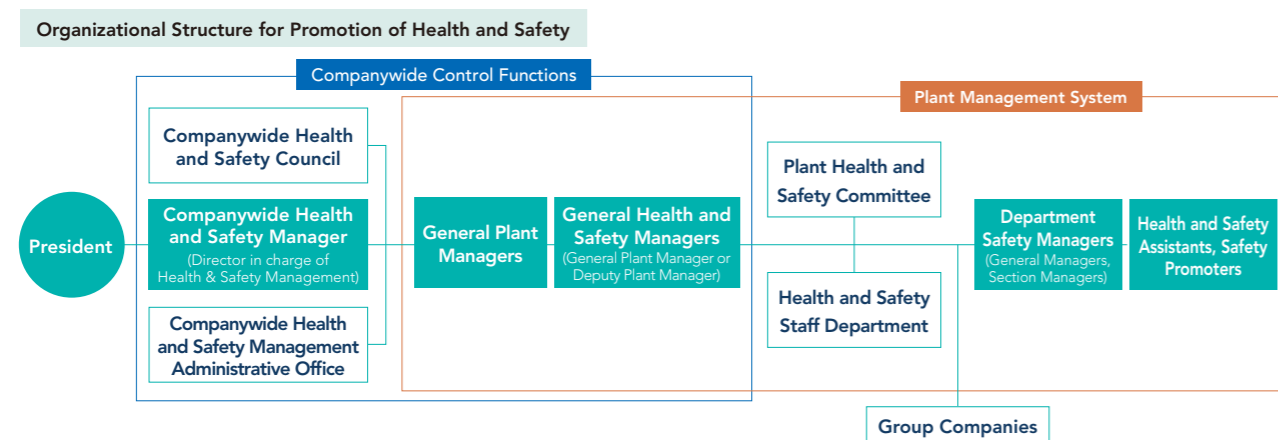 Organizational Structure for Promotion of Health and Safety
Companywide Control Functions
Plant Management System
President
Companywide Health
and Safety Council
Companywide Health
and Safety Manager
(Director in charge of
Health & Safety Management)
Companywide Health
and Safety Management
Administrative Office
General Plant
Managers
General Health and
Safety Managers
(General Plant Manager or
Deputy Plant Manager)
Plant Health and
Safety Committee
Health and Safety
Staff Department
Department
Safety Managers
(General Managers,
Section Managers)
Health and Safety
Assistants, Safety
Promoters
Group Companies